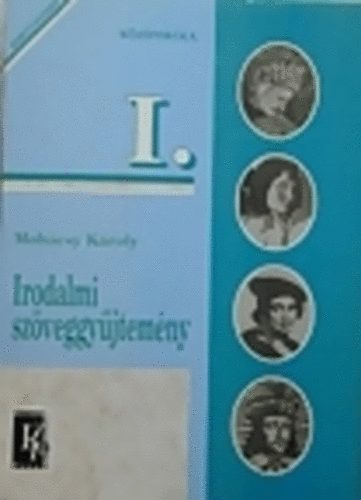 KÖZÉPISKOLA
I.
Mohácsy Károly
Irodalmi
szöveggyűjtemény